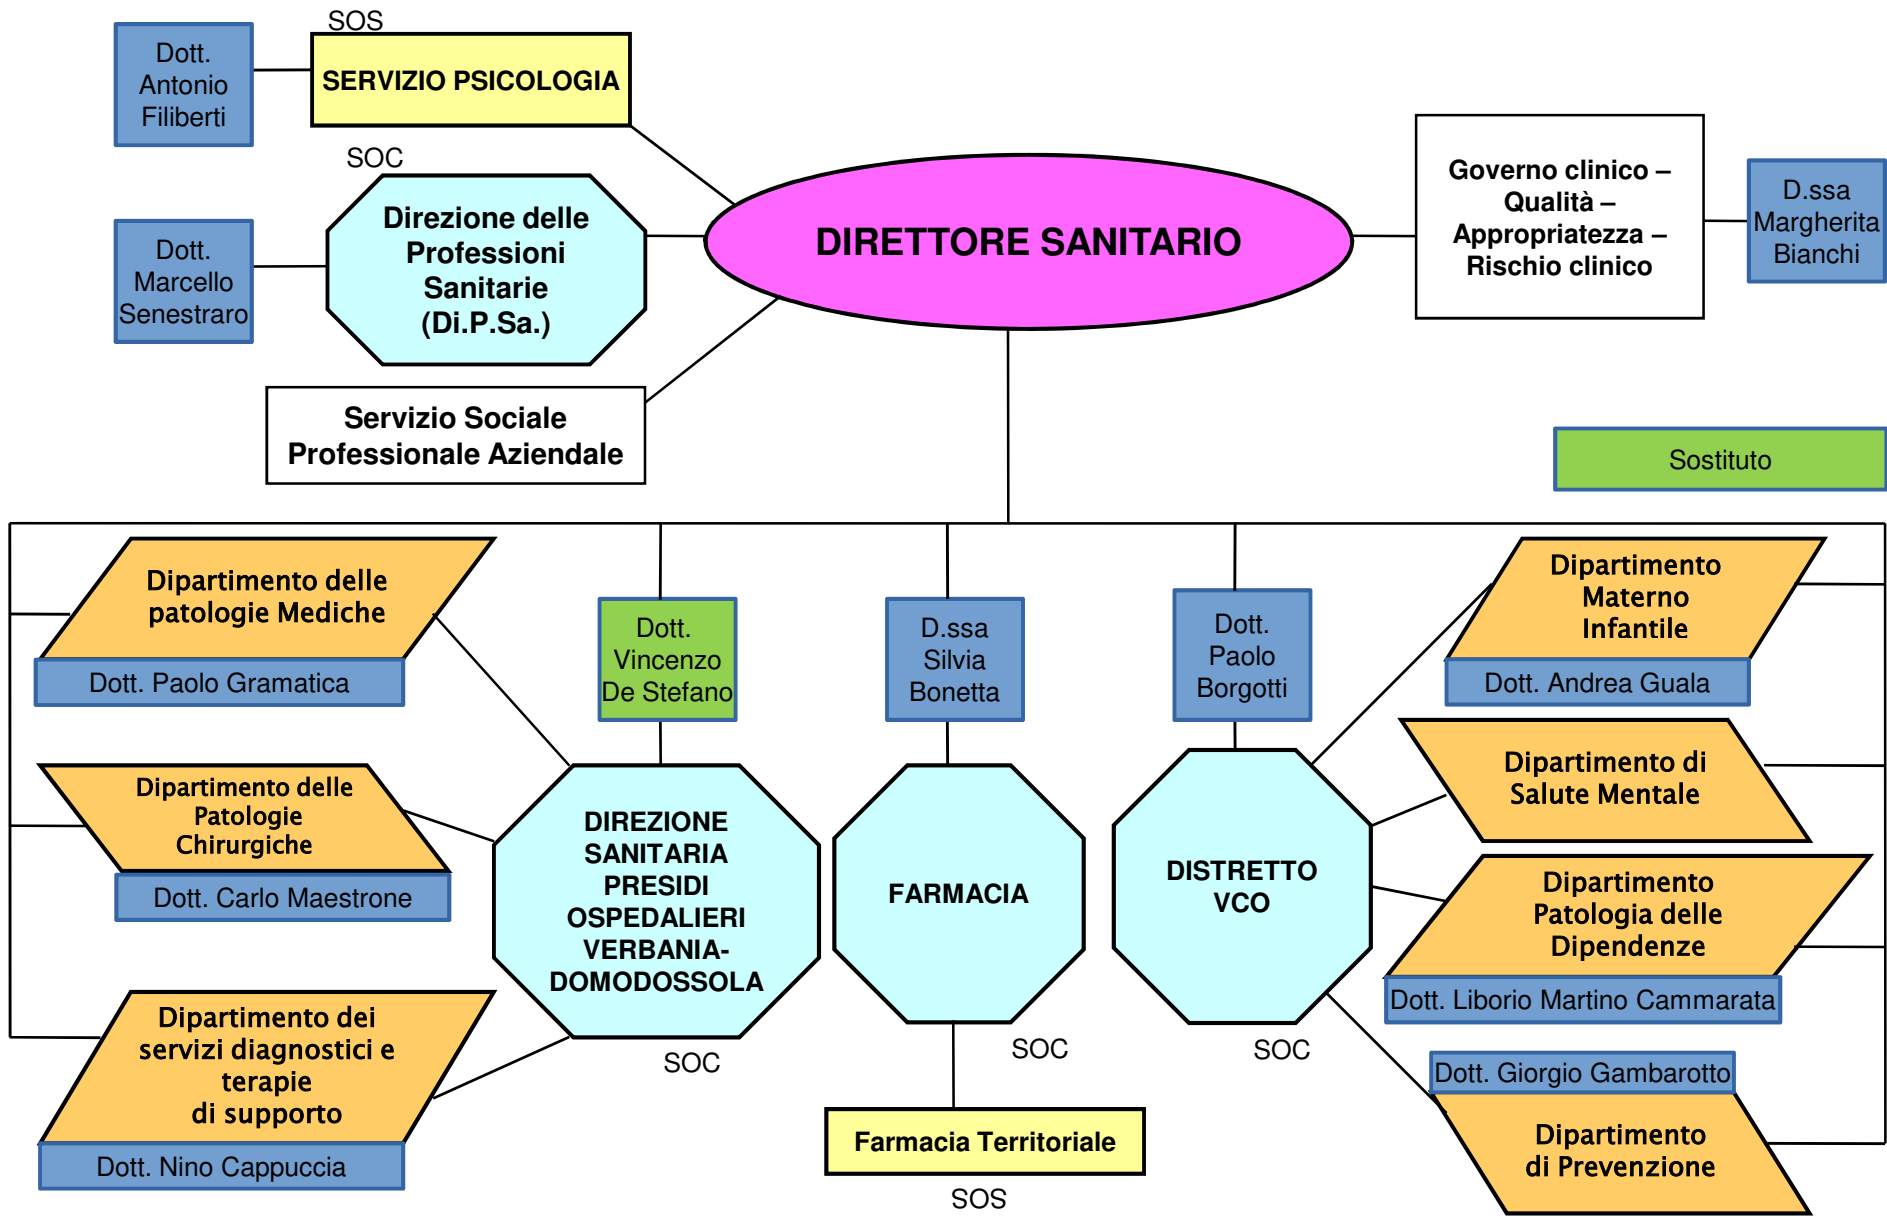 SOS
Dott.
Antonio
Filiberti
SERVIZIO PSICOLOGIA
SOC
Dott.
Marcello
Senestraro
Direzione delle
Professioni
Sanitarie
(Di.P.Sa.)
DIRETTORE SANITARIO
Governo clinico –
Qualità –
Appropriatezza –
Rischio clinico
D.ssa
Margherita
Bianchi
Servizio Sociale
Professionale Aziendale
Sostituto
Dipartimento delle
patologie Mediche
Dott. Paolo Gramatica
Dipartimento delle
Patologie
Chirurgiche
Dott. Carlo Maestrone
Dipartimento dei
servizi diagnostici e
terapie
di supporto
Dott. Nino Cappuccia
Dott.
Vincenzo
De Stefano
DIREZIONE
SANITARIA
PRESIDI
OSPEDALIERI
VERBANIA-
DOMODOSSOLA
SOC
D.ssa
Silvia
Bonetta
FARMACIA
SOC
Farmacia Territoriale
SOS
Dott.
Paolo
Borgotti
DISTRETTO
VCO
SOC
Dipartimento
Materno
Infantile
Dott. Andrea Guala
Dipartimento di
Salute Mentale
Dipartimento
Patologia delle
Dipendenze
Dott. Liborio Martino Cammarata
Dott. Giorgio Gambarotto
Dipartimento
di Prevenzione